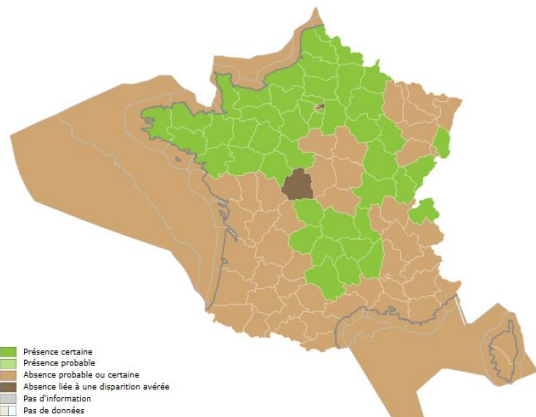 Présence certaine
Présence probable
Absence probable ou certaine
Absence liée à une disparition avérée
Pas d'information
Pas de données